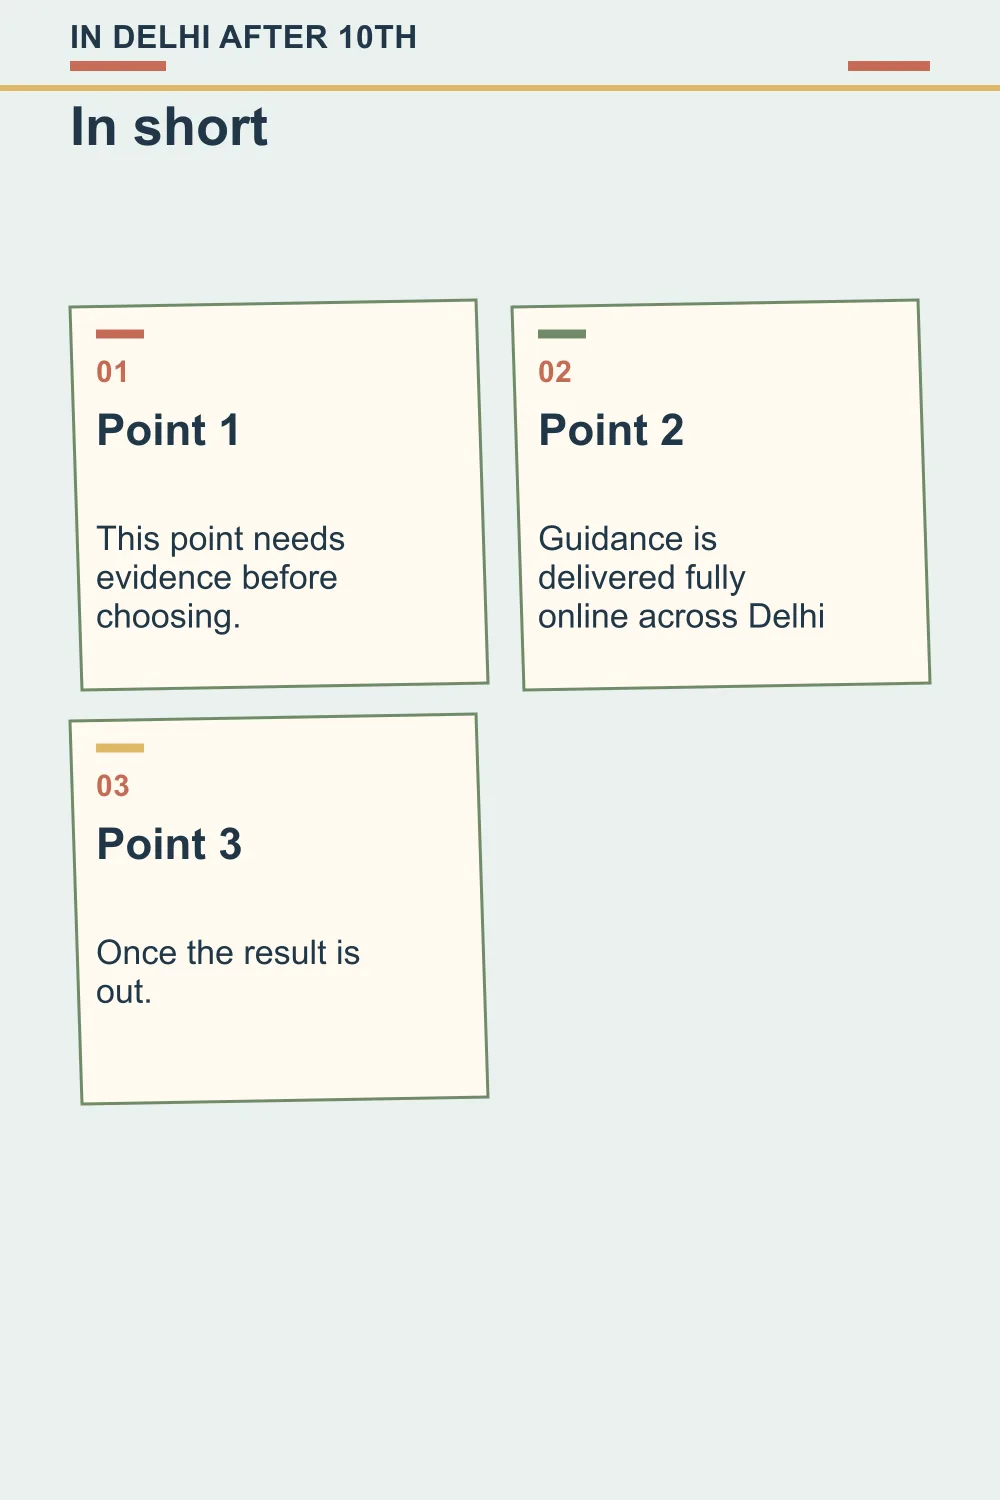 IN DELHI AFTER 10TH
In short
01
Point 1
This point needs
evidence before
choosing.
02
Point 2
Guidance is
delivered fully
online across Delhi
03
Point 3
Once the result is
out.